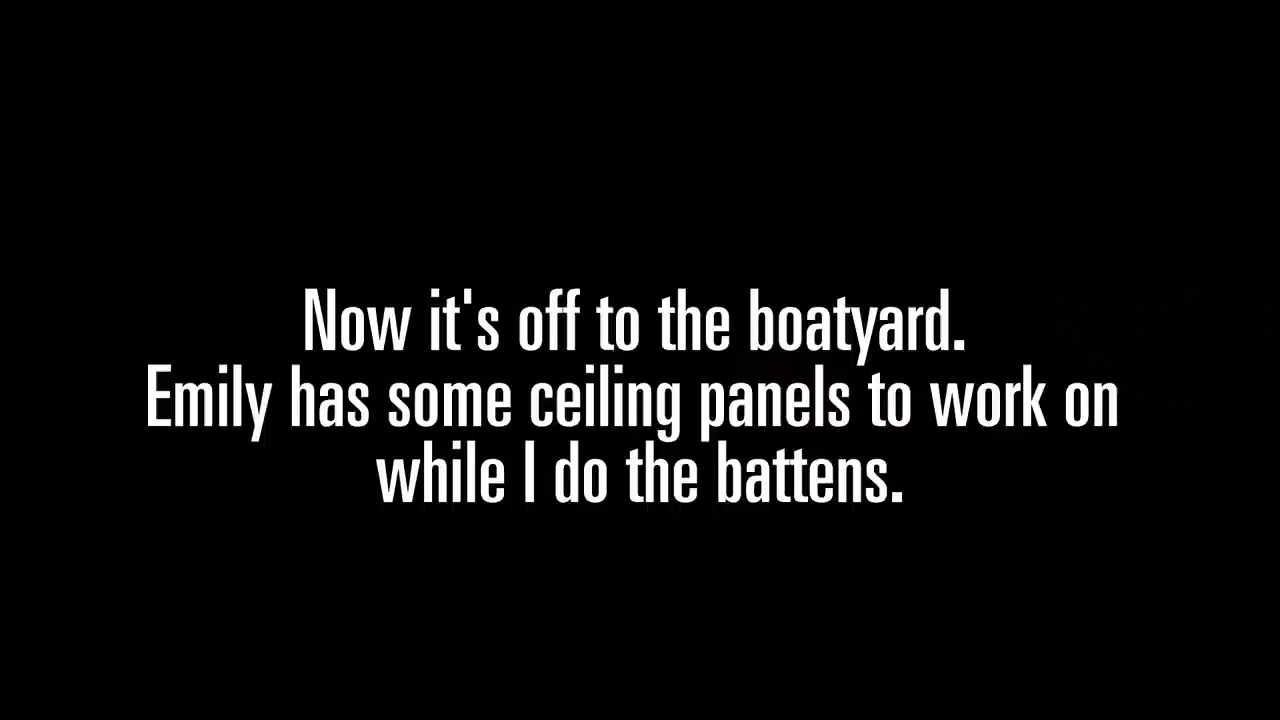 Now it's off to the boatyard.
Emily has some ceiling panels to work on
while I do the battens.